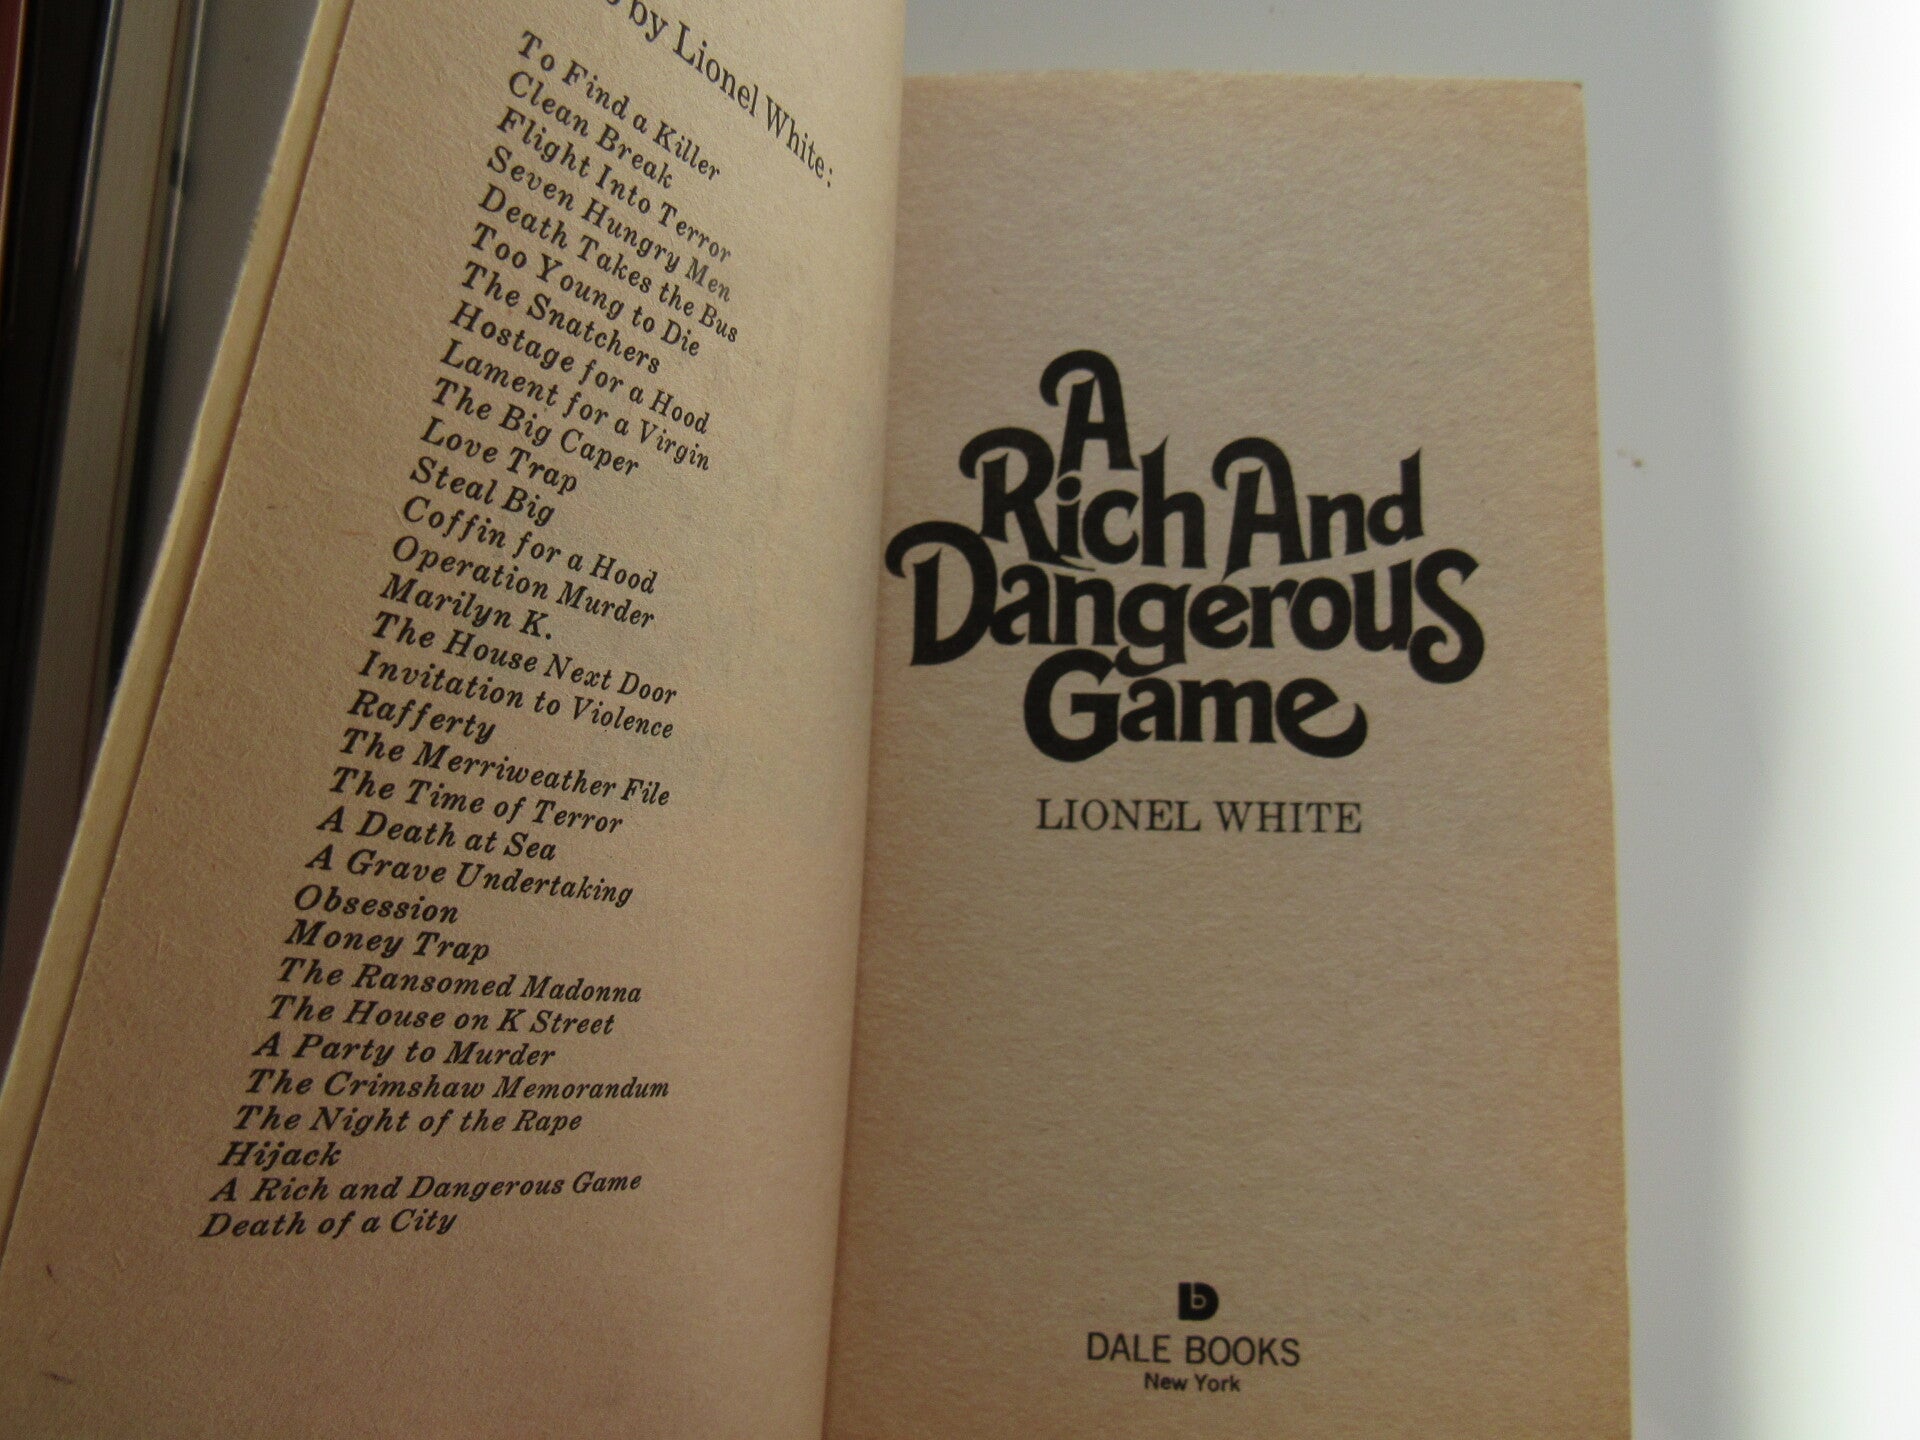 by Lionel White:
To Find a Killer
Clean Break
Flight Into Terror
Seven Hungry Men
Death Takes the Bus
Too Young to Die
The Snatchers
Hostage for a Hood
Lament for a Virgin
The Big Caper
Love Trap
Steal Big
Coffin for a Hood
Operation Murder
Marilyn K.
The House Next Door
Invitation to Violence
Rafferty
The Merriweather File
The Time of Terror
A Death at Sea
A Grave Undertaking
Obsession
Money Trap
The Ransomed Madonna
The House on K Street
A Party to Murder
The Crimshaw Memorandum
The Night of the Rape
Hijack
A Rich and Dangerous Game
Death of a City
A
Rich And
Dangerous
Game
LIONEL WHITE
DALE BOOKS
New York